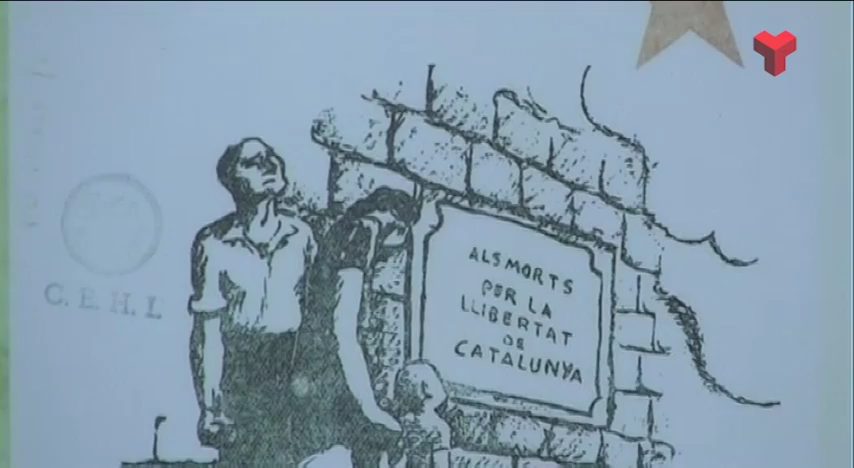 ALS MORTS
PER LA
LLIBERTAT
DE
CATALUNYA
C. E. H. I.